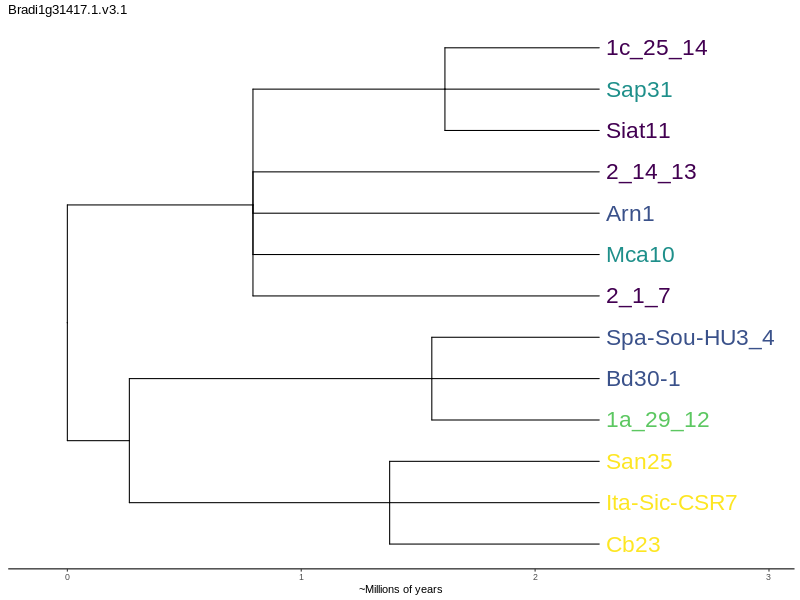 Bradi1g31417.1.v3.1
1c_25_14
Sap31
Siat11
2_14_13
Arn1
Mca10
2_1_7
Spa-Sou-HU3_4
Bd30-1
1a_29_12
San25
Ita-Sic-CSR7
Cb23
0 1 2 3
~Millions of years